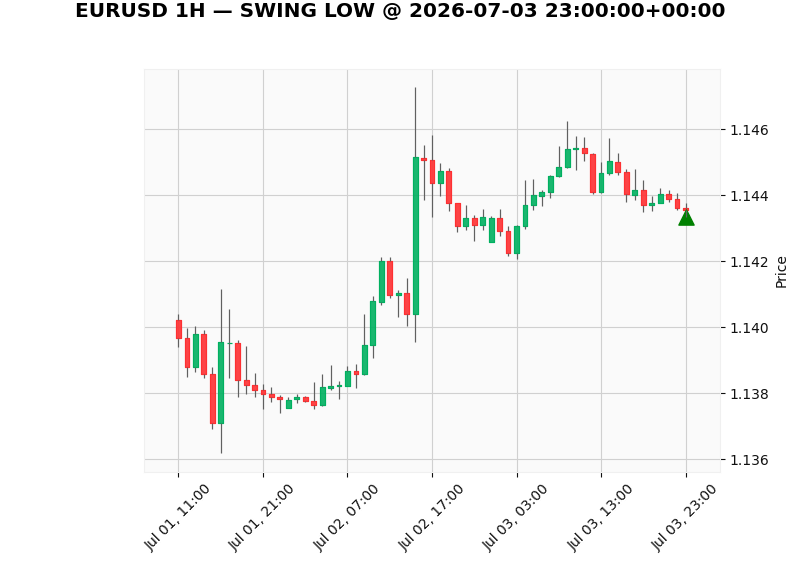 EURUSD 1H — SWING LOW @ 2026-07-03 23:00:00+00:00
1.146
1.144
1.142
1.140
1.138
1.136
Price
Jul 01, 11:00
Jul 01, 21:00
Jul 02, 07:00
Jul 02, 17:00
Jul 03, 03:00
Jul 03, 13:00
Jul 03, 23:00